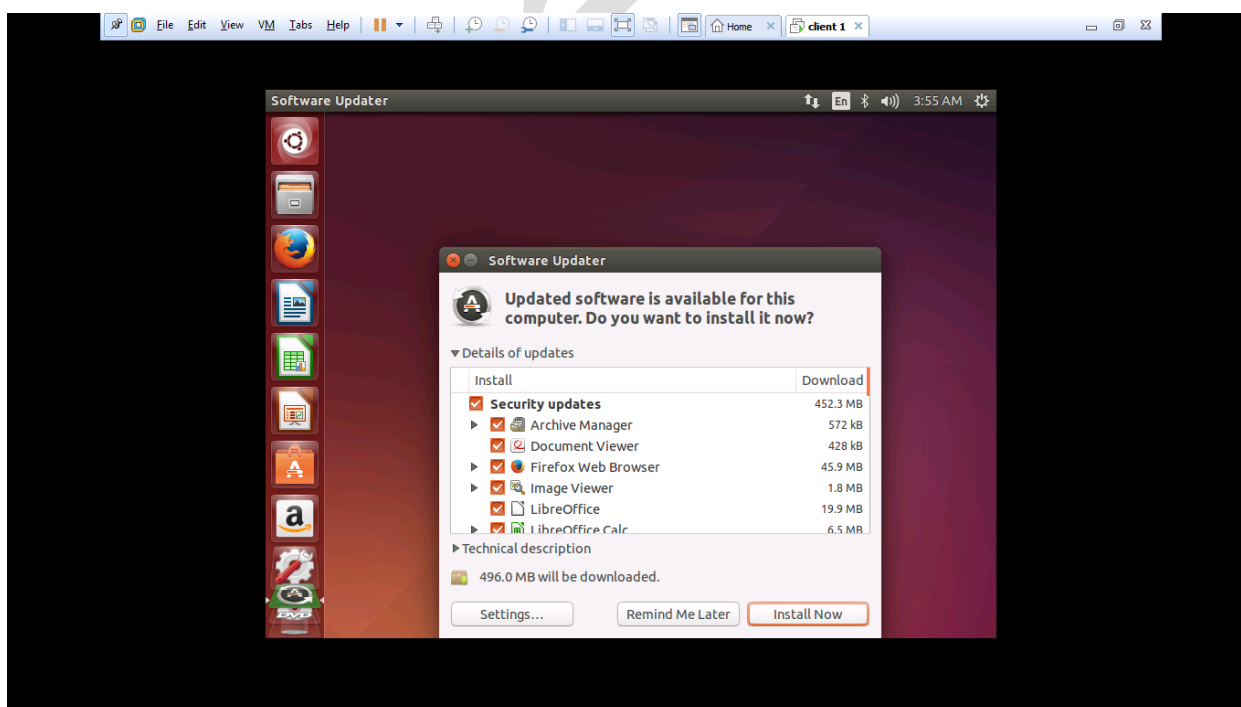 File Edit View VM Tabs Help Home client 1
Software Updater En 3:55 AM
Software Updater
Updated software is available for this
computer. Do you want to install it now?
Details of updates
Install Download
Security updates 452.3 MB
Archive Manager 572 kB
Document Viewer 428 kB
Firefox Web Browser 45.9 MB
Image Viewer 1.8 MB
LibreOffice 19.9 MB
LibreOffice Calc 6.5 MB
Technical description
496.0 MB will be downloaded.
Settings... Remind Me Later Install Now
A
a
DVD